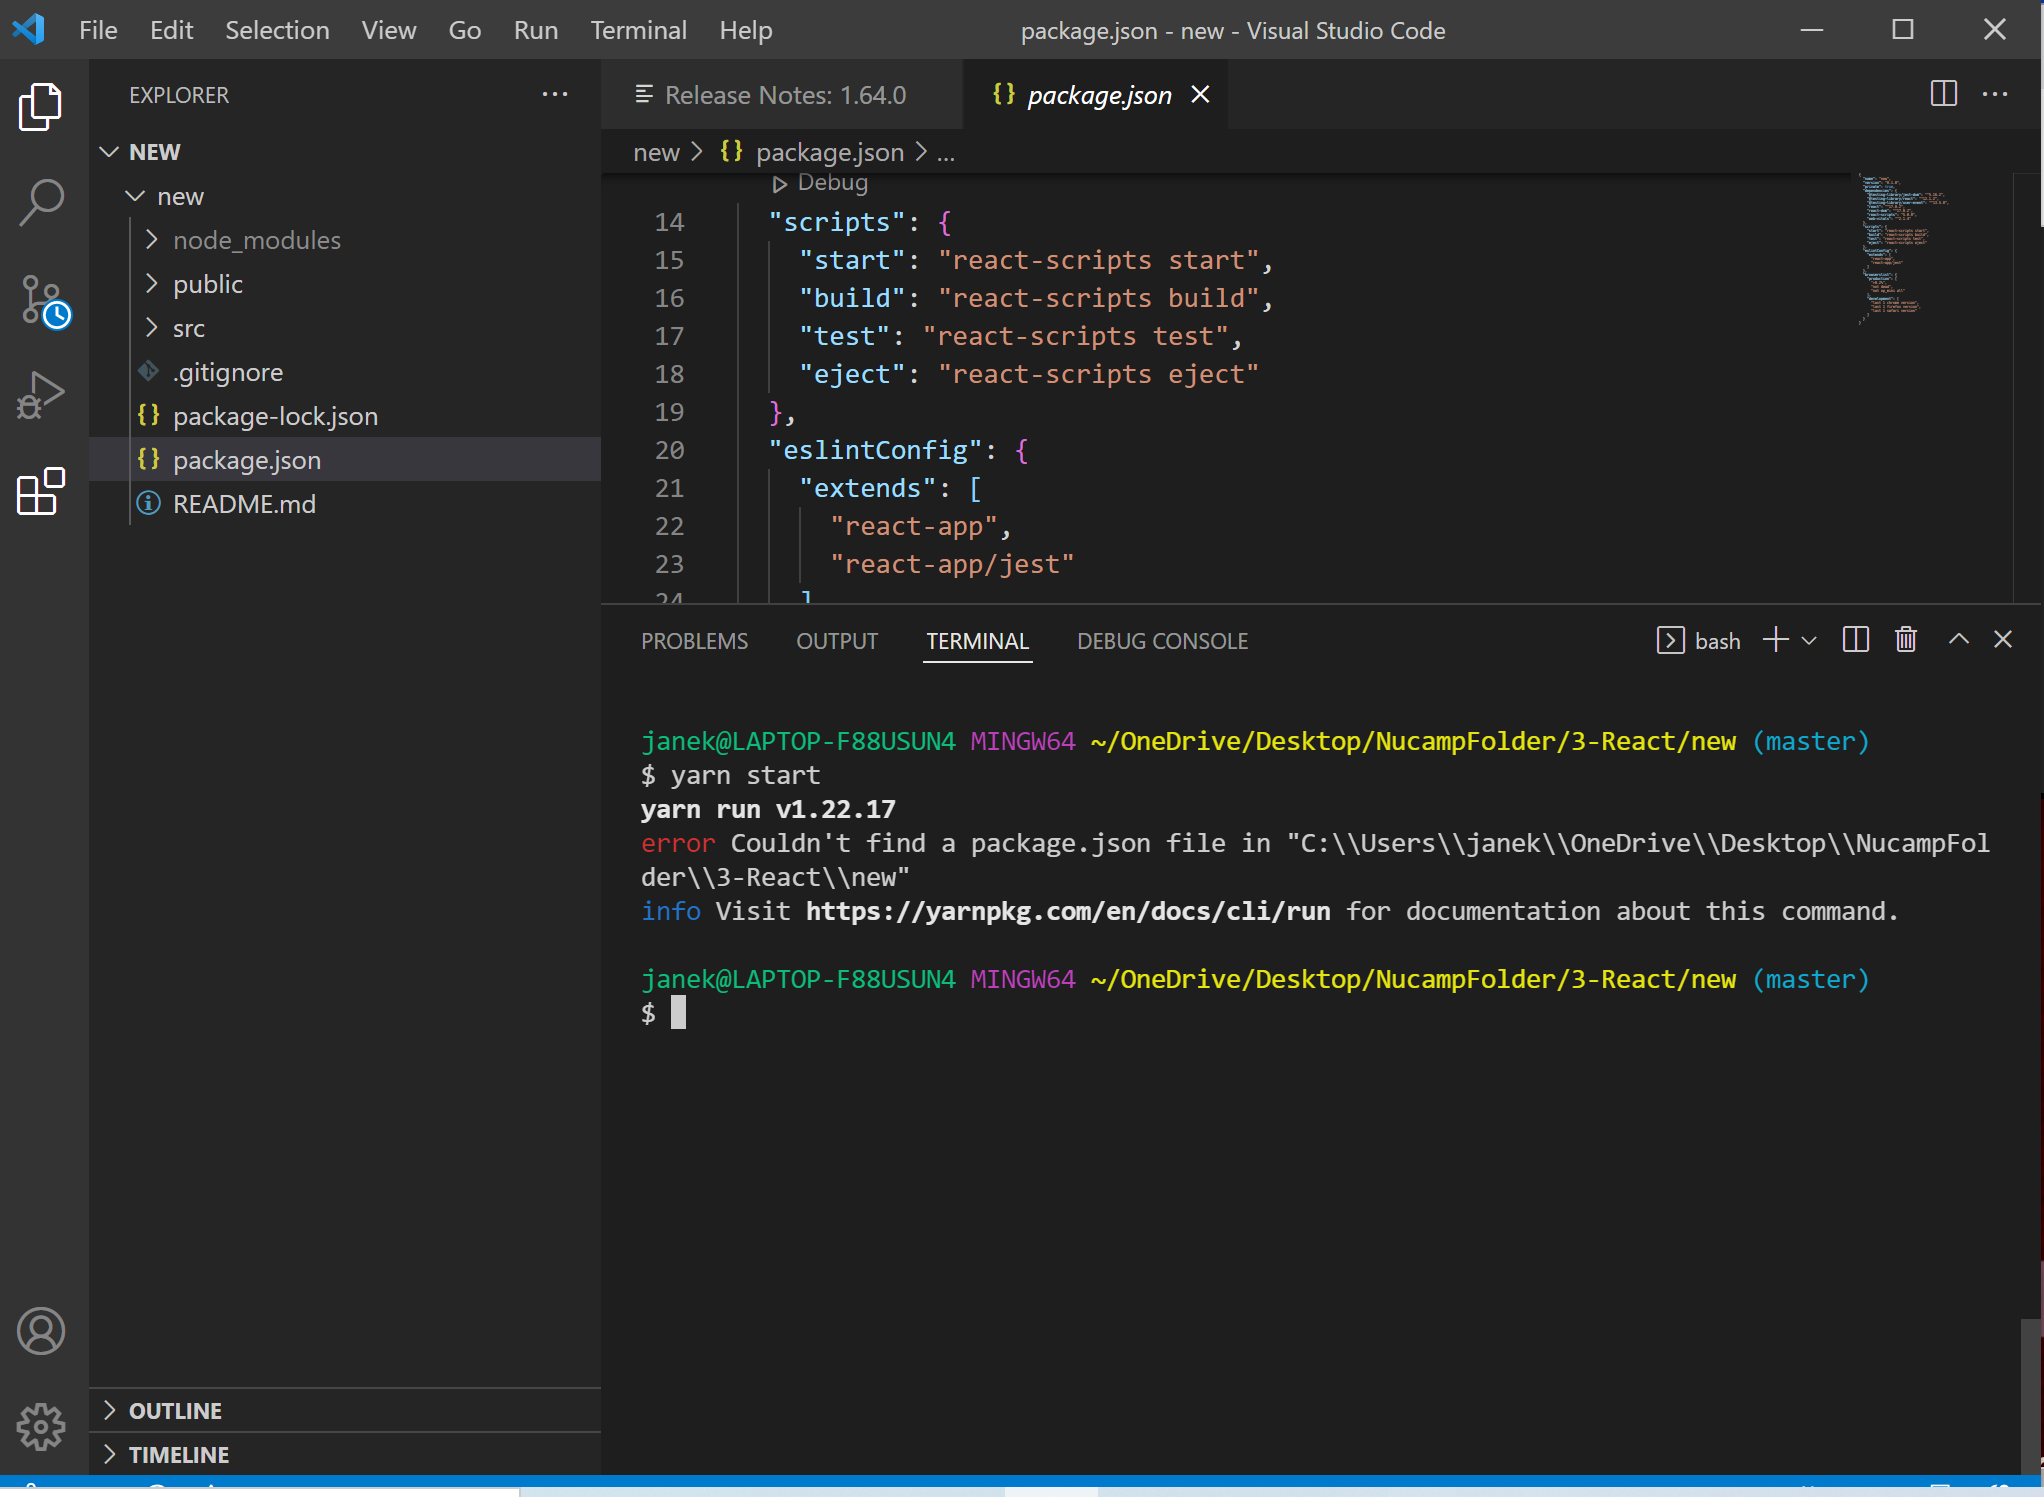 File Edit Selection View Go Run Terminal Help package.json - new - Visual Studio Code
EXPLORER
NEW
new
node_modules
public
src
.gitignore
package-lock.json
package.json
README.md
OUTLINE
TIMELINE
Release Notes: 1.64.0 {} package.json
new > {} package.json > ...
Debug
14 "scripts": {
15 "start": "react-scripts start",
16 "build": "react-scripts build",
17 "test": "react-scripts test",
18 "eject": "react-scripts eject"
19 },
20 "eslintConfig": {
21 "extends": [
22 "react-app",
23 "react-app/jest"
24 ]
PROBLEMS OUTPUT TERMINAL DEBUG CONSOLE bash
janek@LAPTOP-F88USUN4 MINGW64 ~/OneDrive/Desktop/NucampFolder/3-React/new (master)
$ yarn start
yarn run v1.22.17
error Couldn't find a package.json file in "C:\\Users\\janek\\OneDrive\\Desktop\\NucampFol
der\\3-React\\new"
info Visit https://yarnpkg.com/en/docs/cli/run for documentation about this command.
janek@LAPTOP-F88USUN4 MINGW64 ~/OneDrive/Desktop/NucampFolder/3-React/new (master)
$